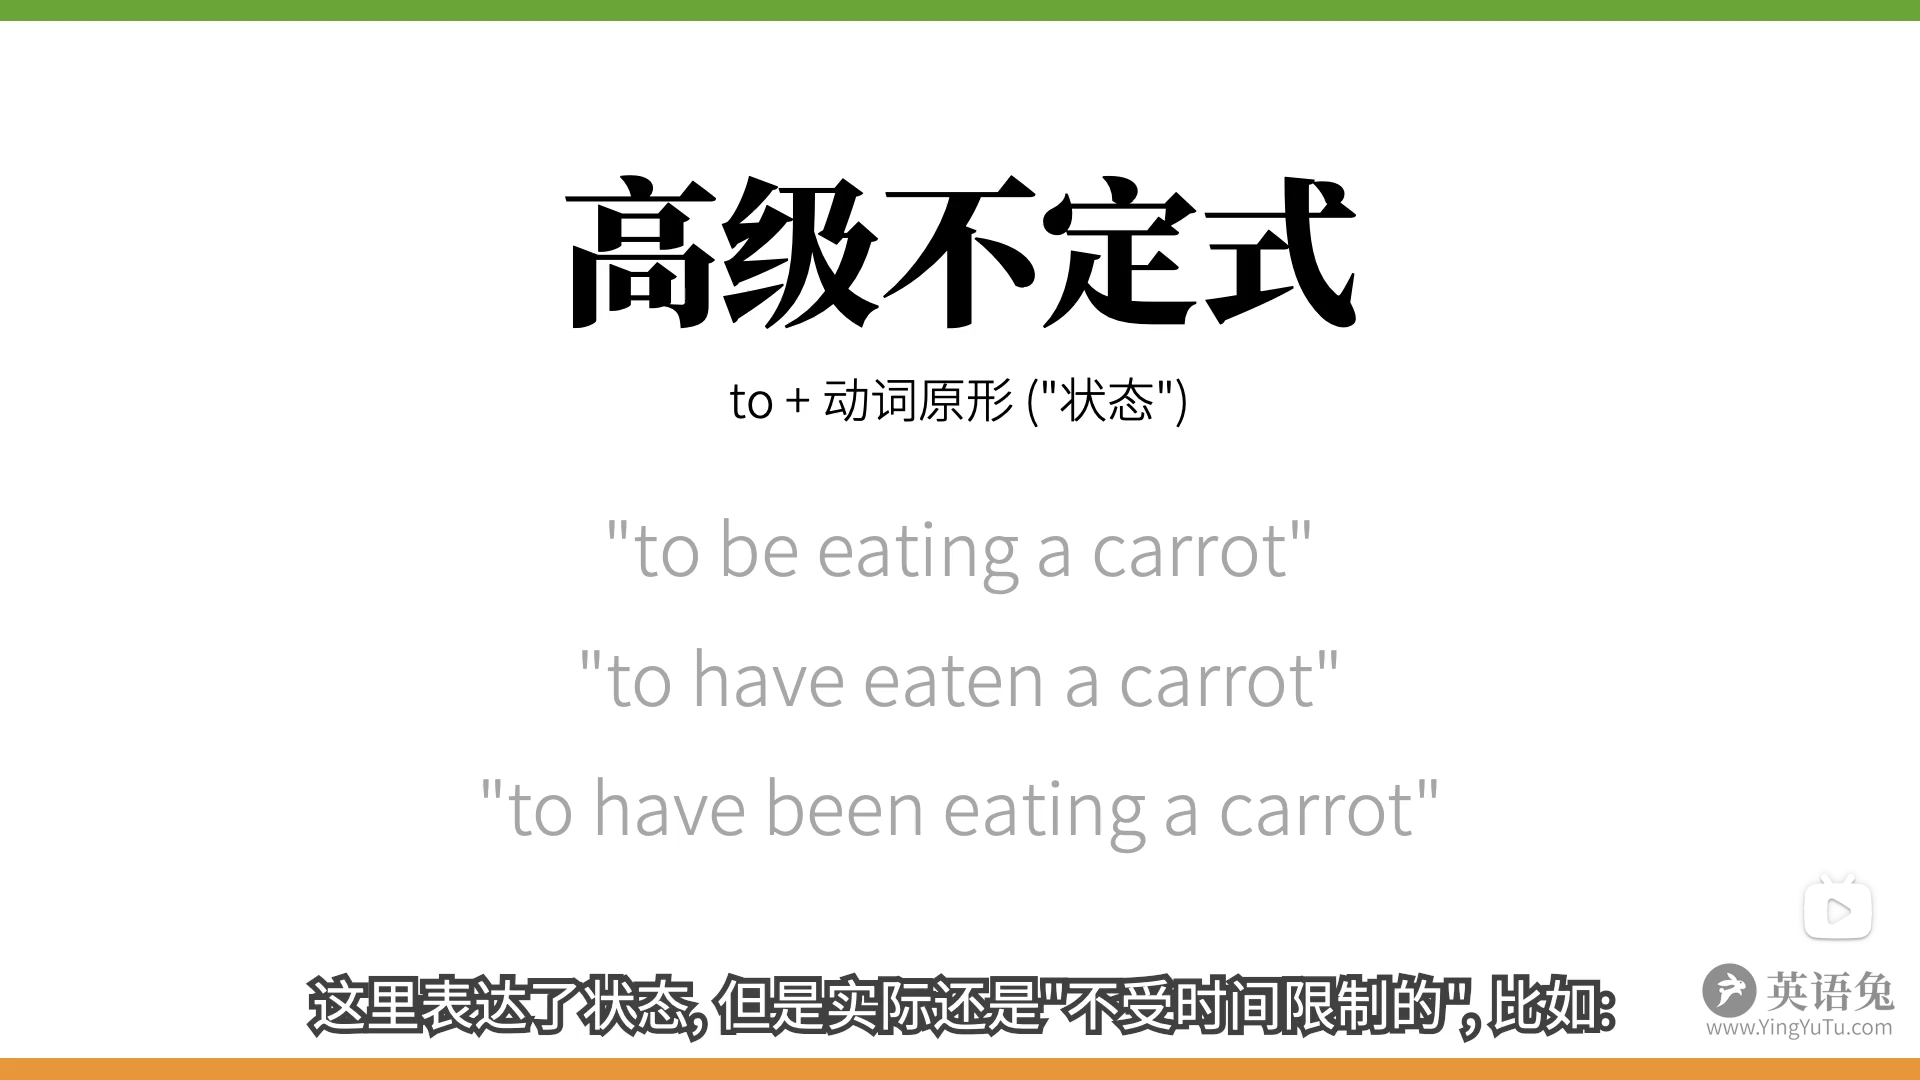 高级不定式
to + 动词原形 ("状态")
"to be eating a carrot"
"to have eaten a carrot"
"to have been eating a carrot"
这里表达了状态, 但是实际还是"不受时间限制的", 比如:
英语兔
www.YingYuTu.com